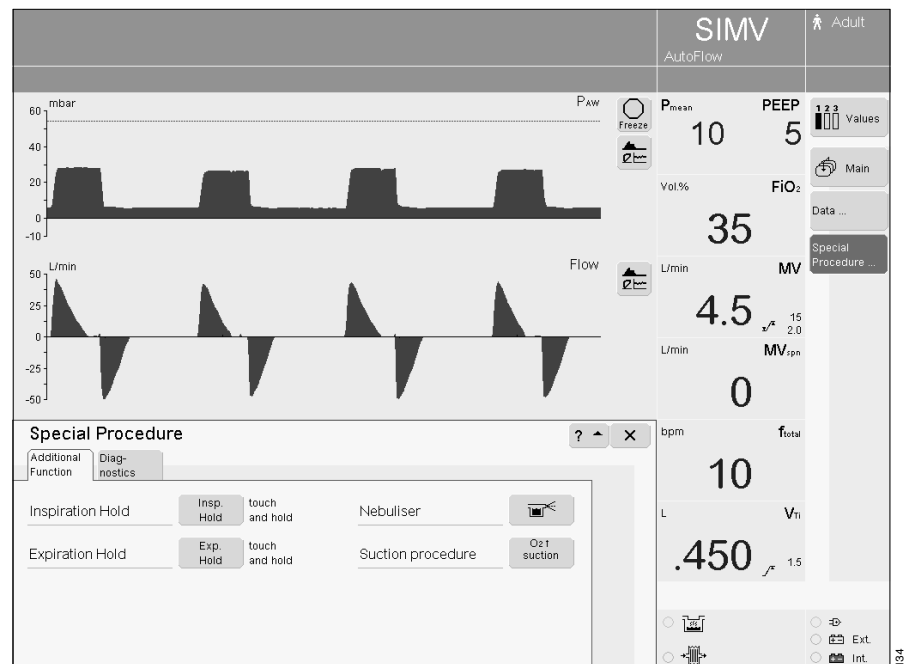 SIMV
AutoFlow
Adult
mbar
PAW
60
40
20
0
-10
Freeze
Pmean
PEEP
10
5
1 2 3
Values
Main
Vol.%
FiO2
35
Data ...
Special
Procedure ...
L/min
Flow
50
25
0
-25
-50
L/min
MV
4.5
15
2.0
L/min
MVspn
0
Special Procedure
?
Additional
Function
Diag-
nostics
bpm
ftotal
10
Inspiration Hold
Insp.
Hold
touch
and hold
Nebuliser
Expiration Hold
Exp.
Hold
touch
and hold
Suction procedure
O2↑
suction
L
VTi
.450
1.5
Ext.
Int.